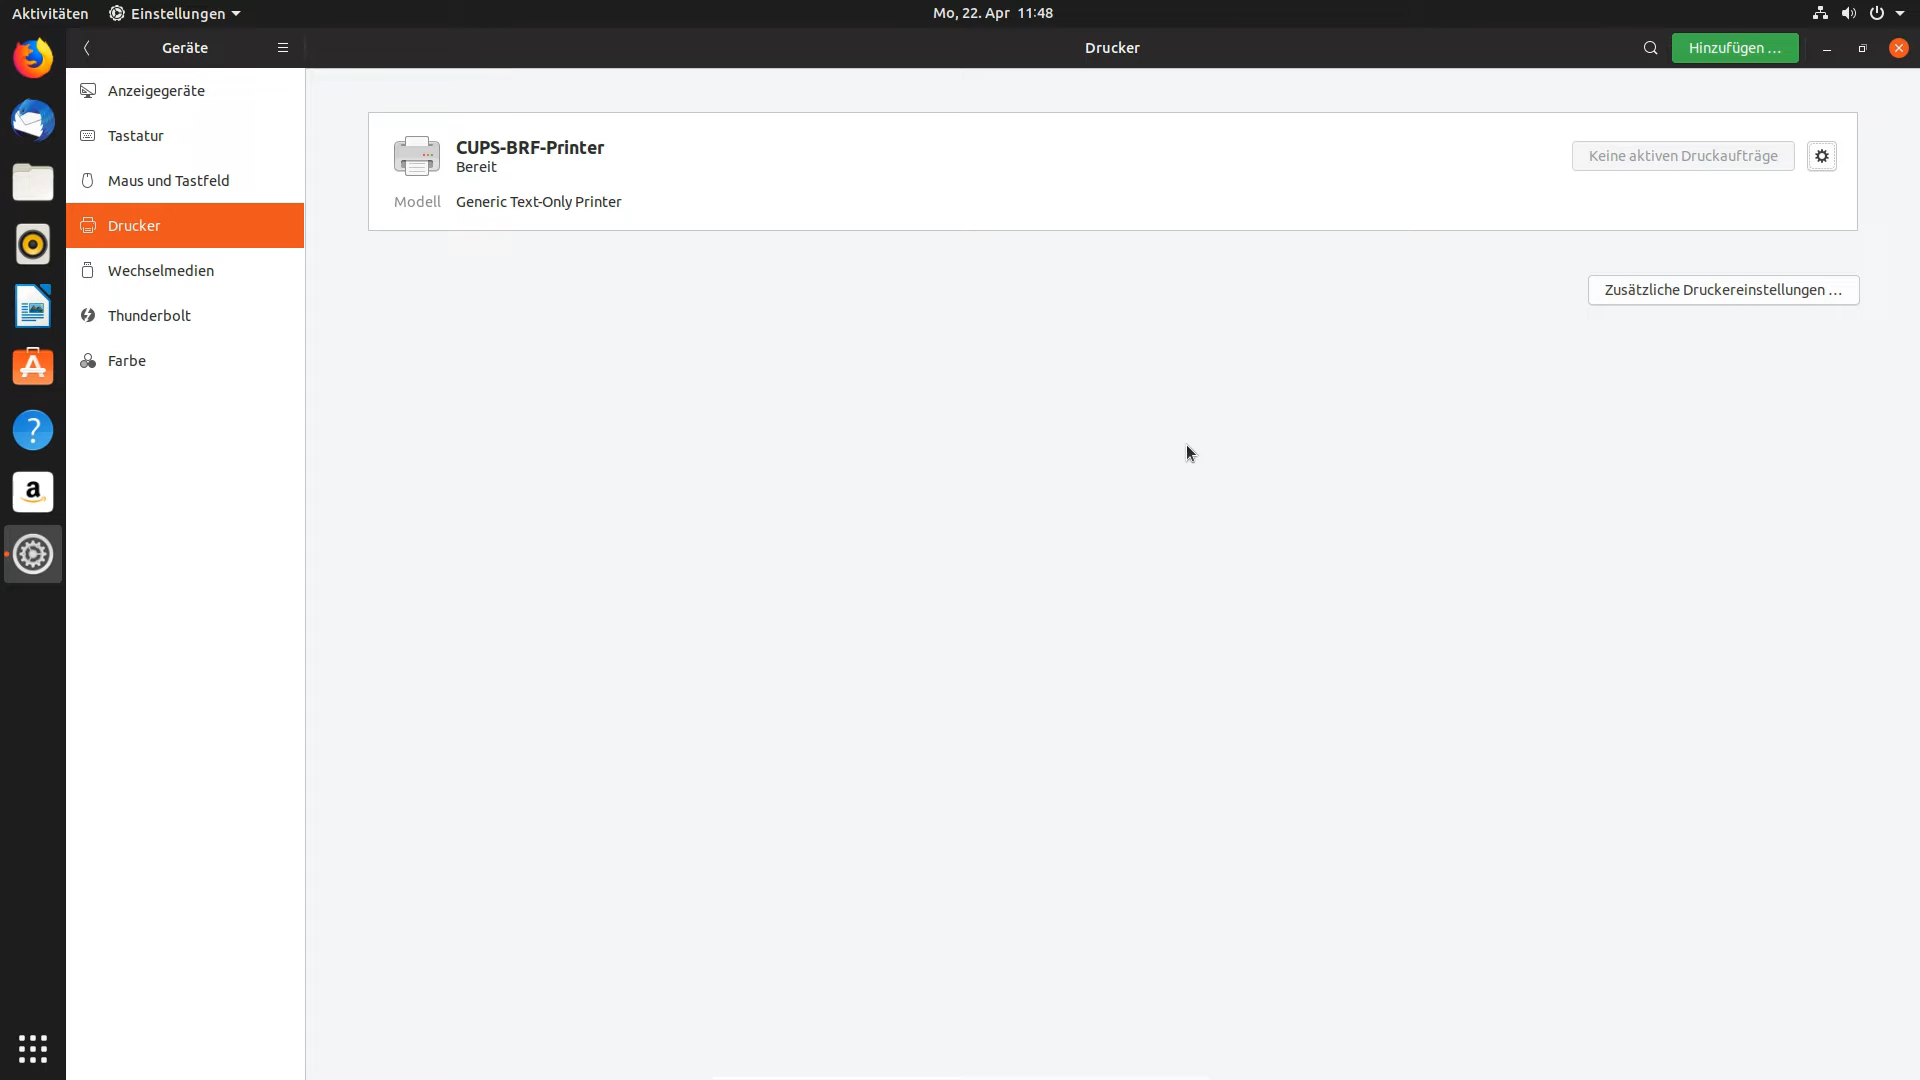 Aktivitäten Einstellungen Mo, 22. Apr 11:48
Geräte Drucker Hinzufügen …
Anzeigegeräte
Tastatur
Maus und Tastfeld
Drucker
Wechselmedien
Thunderbolt
Farbe
CUPS-BRF-Printer
Bereit
Keine aktiven Druckaufträge
Modell Generic Text-Only Printer
Zusätzliche Druckereinstellungen …
?
a